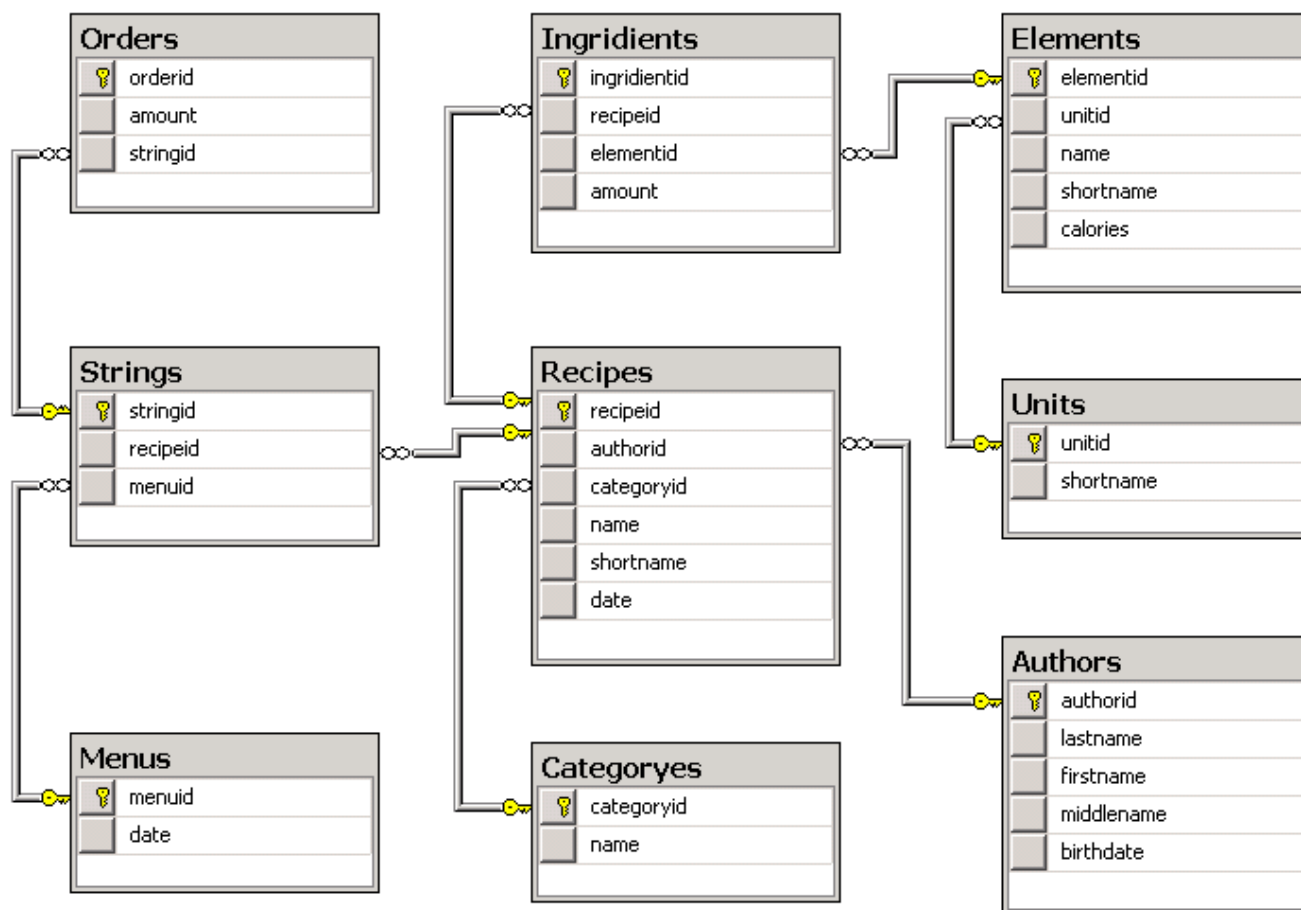 Orders
orderid
amount
stringid
Ingridients
ingridientid
recipeid
elementid
amount
Elements
elementid
unitid
name
shortname
calories
Strings
stringid
recipeid
menuid
Recipes
recipeid
authorid
categoryid
name
shortname
date
Units
unitid
shortname
Authors
authorid
lastname
firstname
middlename
birthdate
Menus
menuid
date
Categoryes
categoryid
name